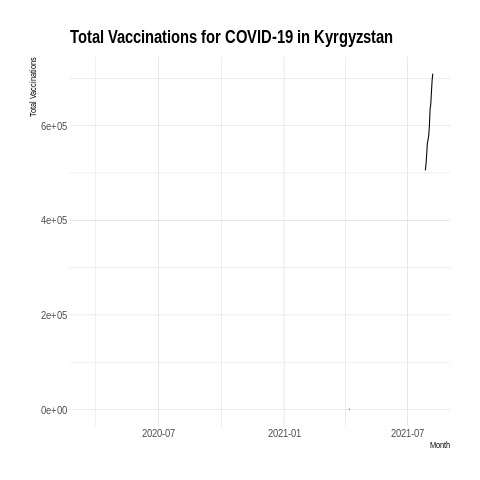 Total Vaccinations for COVID-19 in Kyrgyzstan
Total Vaccinations
6e+05
4e+05
2e+05
0e+00
2020-07 2021-01 2021-07
Month